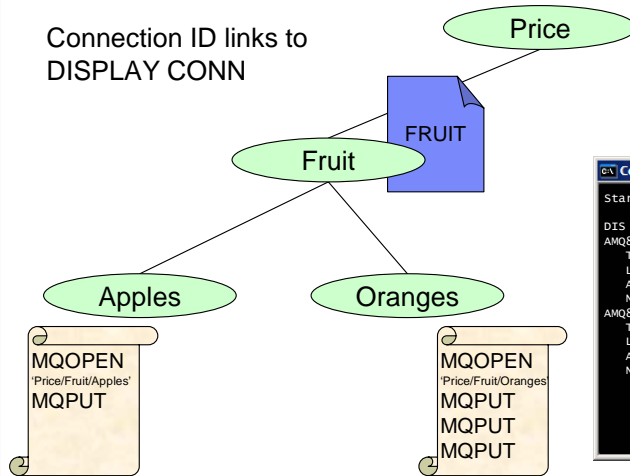 Connection ID links to
DISPLAY CONN
Price
FRUIT
Fruit
Apples
Oranges
MQOPEN
'Price/Fruit/Apples'
MQPUT
MQOPEN
'Price/Fruit/Oranges'
MQPUT
MQPUT
MQPUT
DIS